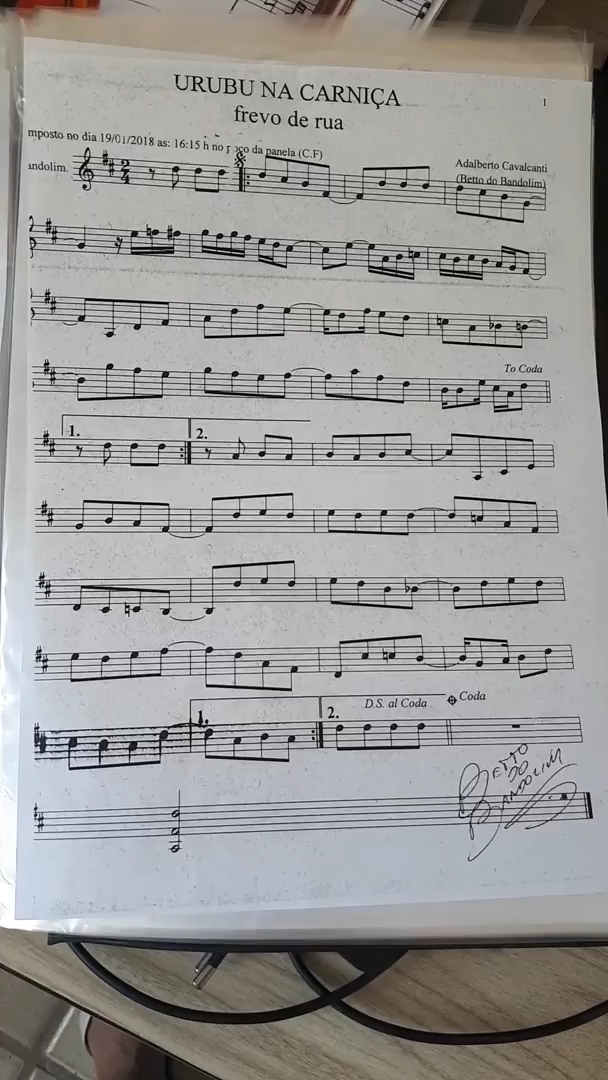 URUBU NA CARNIÇA
1
frevo de rua
mposto no dia 19/01/2018 as: 16:15 h no poço da panela (C.F)
Adalberto Cavalcanti
andolim.
(Betto do Bandolim)
To Coda
1.
2.
1.
2.
D.S. al Coda
Coda
BETTO
DO
BANDOLIM